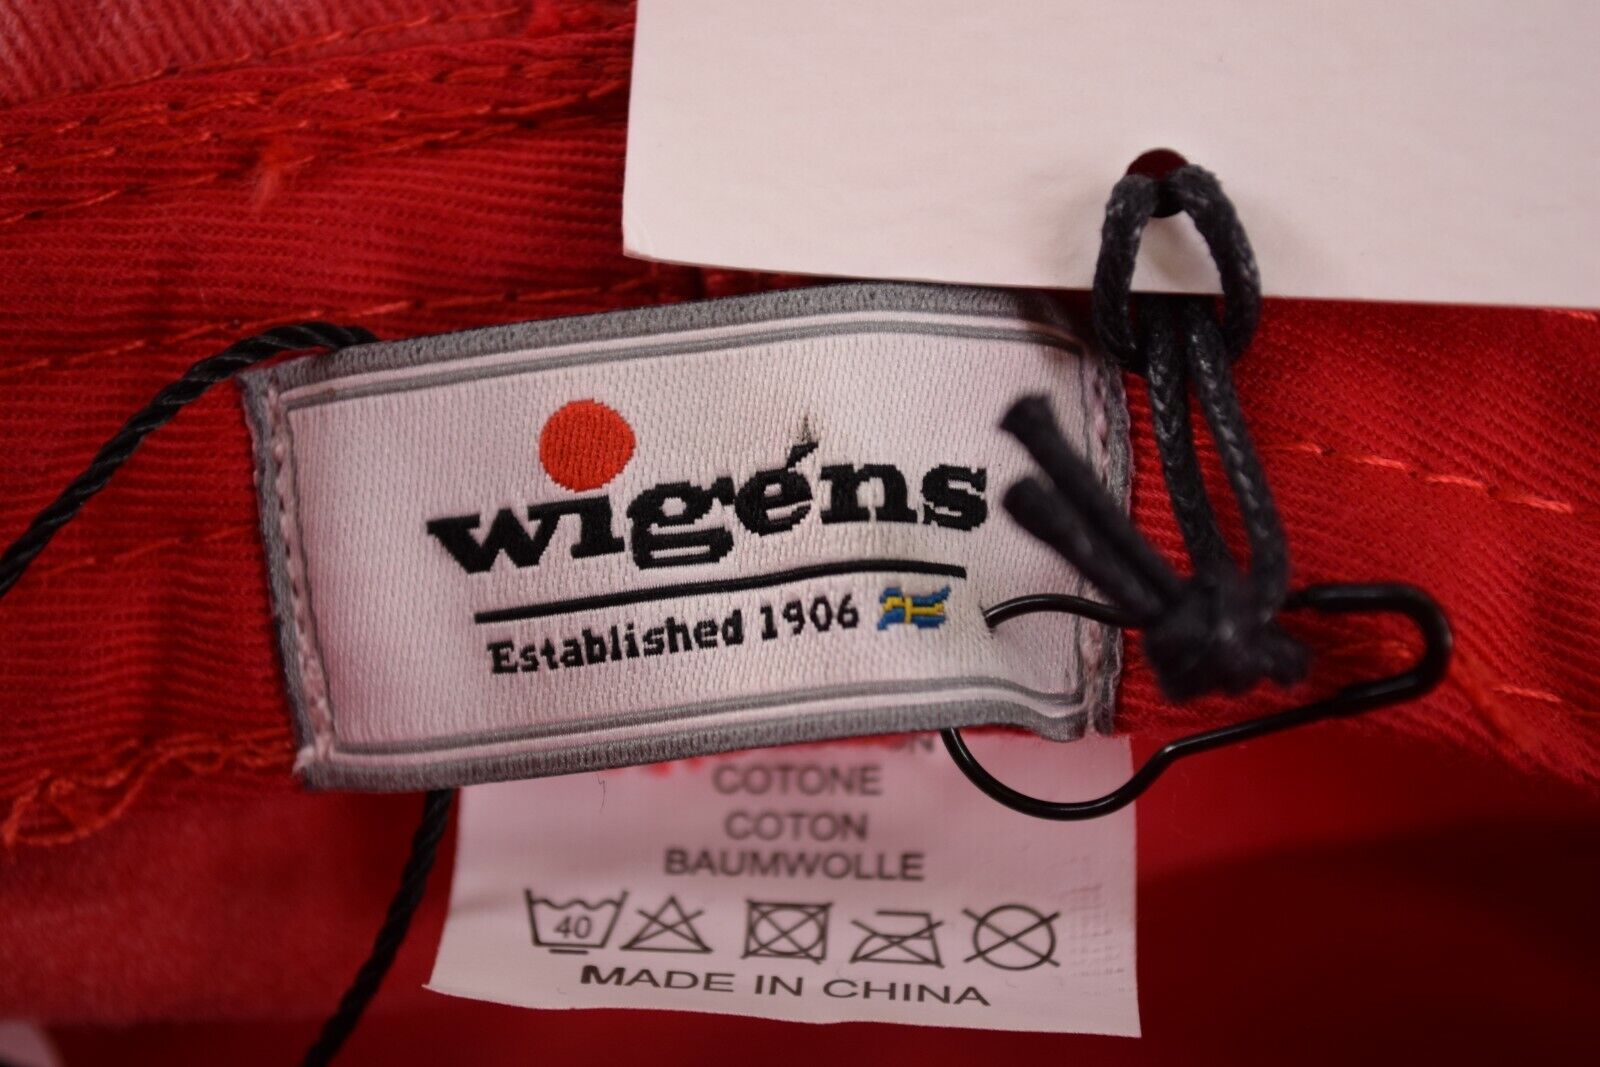 wigéns
Established 1906
COTONE
COTON
BAUMWOLLE
40
MADE IN CHINA